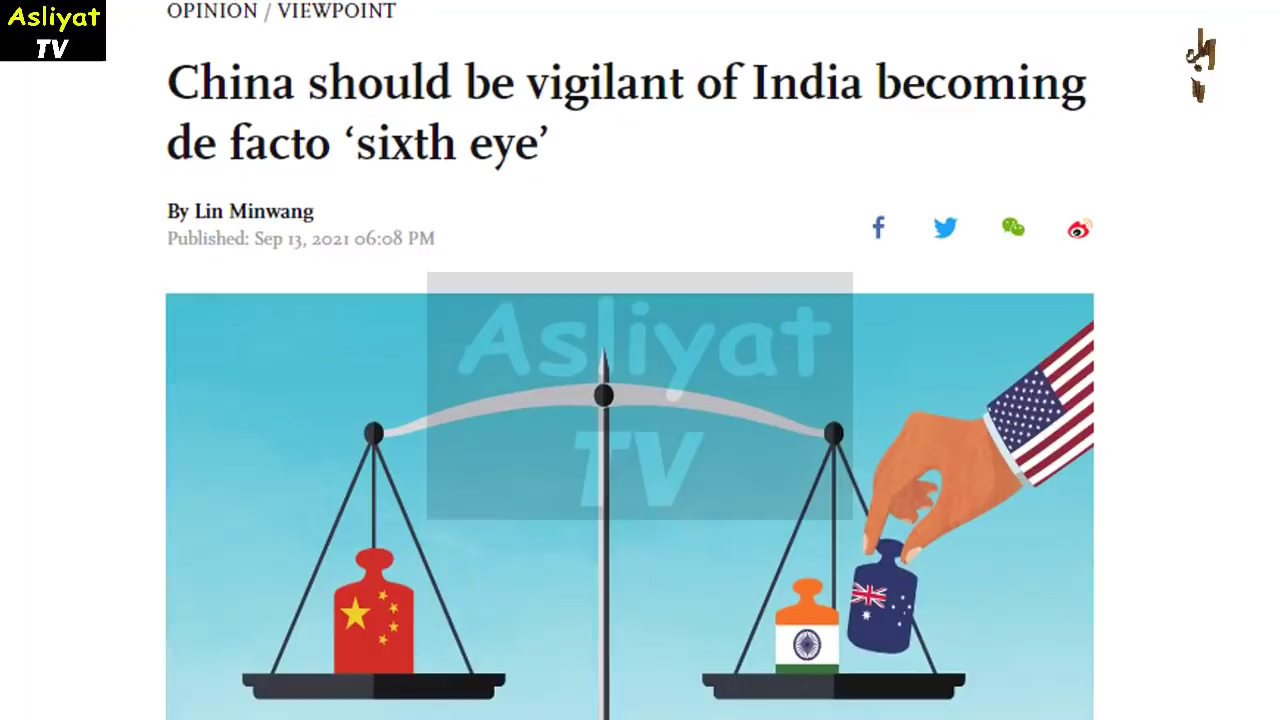 Asliyat
TV
OPINION / VIEWPOINT
China should be vigilant of India becoming
de facto ‘sixth eye’
By Lin Minwang
Published: Sep 13, 2021 06:08 PM
Asliyat
TV